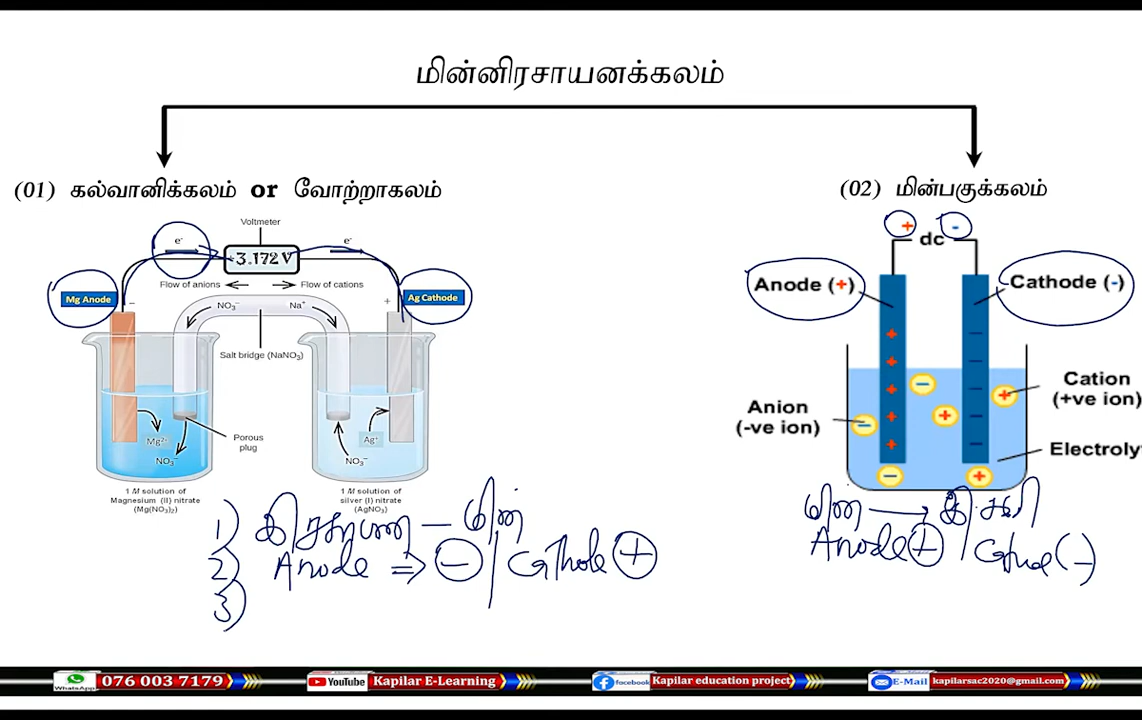 மின்னிரசாயனக்கலம்
(01) கல்வானிக்கலம் or வோற்றாகலம்
Voltmeter
e⁻
e⁻
+3.172 V
Flow of anions
Flow of cations
Mg Anode
−
+
Ag Cathode
NO₃⁻
Na⁺
Salt bridge (NaNO₃)
Porous
plug
Mg²⁺
NO₃⁻
Ag⁺
NO₃⁻
1 M solution of
Magnesium (II) nitrate
(Mg(NO₃)₂)
1 M solution of
silver (I) nitrate
(AgNO₃)
1)
2) Anode ⇒ − / Cathode +
3)
(02) மின்பகுக்கலம்
+ −
dc
Anode (+)
Cathode (-)
Anion
(-ve ion)
Cation
(+ve ion)
Electroly
Anode + /
(−)
WhatsApp 076 003 7179
YouTube Kapilar E-Learning
facebook Kapilar education project
E-Mail kapilarsac2020@gmail.com